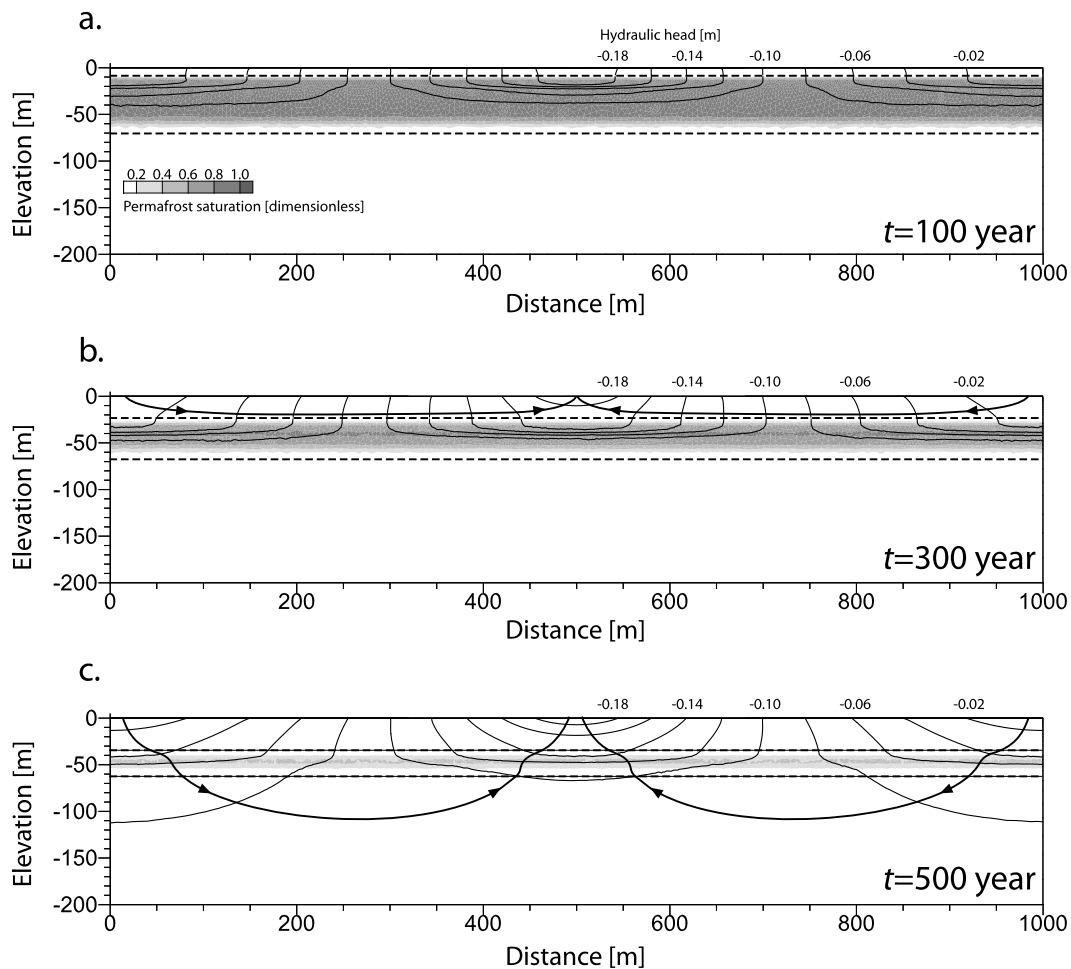 a.
Hydraulic head [m]
-0.18 -0.14 -0.10 -0.06 -0.02
0
-50
-100
-150
-200
Elevation [m]
0.2 0.4 0.6 0.8 1.0
Permafrost saturation [dimensionless]
t=100 year
0 200 400 600 800 1000
Distance [m]
b.
-0.18 -0.14 -0.10 -0.06 -0.02
0
-50
-100
-150
-200
Elevation [m]
t=300 year
0 200 400 600 800 1000
Distance [m]
c.
-0.18 -0.14 -0.10 -0.06 -0.02
0
-50
-100
-150
-200
Elevation [m]
t=500 year
0 200 400 600 800 1000
Distance [m]